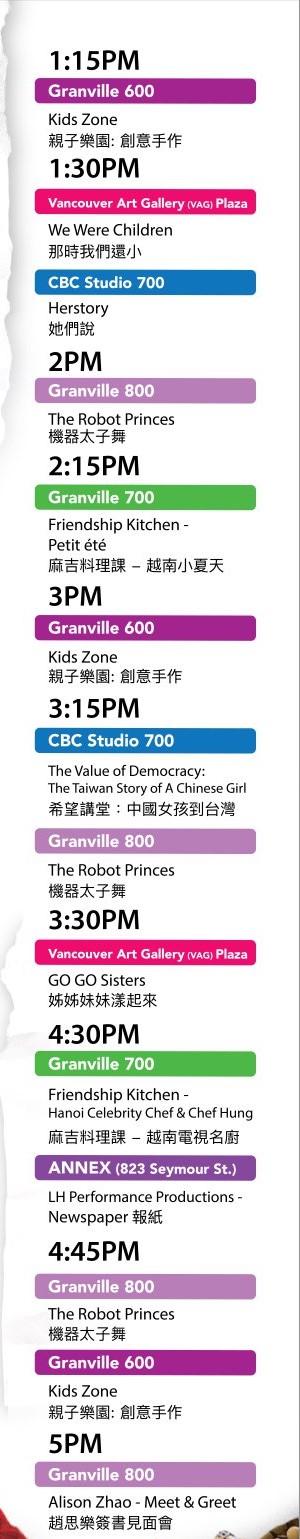 1:15PM
Granville 600
Kids Zone
親子樂園: 創意手作
1:30PM
Vancouver Art Gallery (VAG) Plaza
We Were Children
那時我們還小
CBC Studio 700
Herstory
她們說
2PM
Granville 800
The Robot Princes
機器太子舞
2:15PM
Granville 700
Friendship Kitchen -
Petit été
麻吉料理課 – 越南小夏天
3PM
Granville 600
Kids Zone
親子樂園: 創意手作
3:15PM
CBC Studio 700
The Value of Democracy:
The Taiwan Story of A Chinese Girl
希望講堂：中國女孩到台灣
Granville 800
The Robot Princes
機器太子舞
3:30PM
Vancouver Art Gallery (VAG) Plaza
GO GO Sisters
姊姊妹妹漾起來
4:30PM
Granville 700
Friendship Kitchen -
Hanoi Celebrity Chef & Chef Hung
麻吉料理課 – 越南電視名廚
ANNEX (823 Seymour St.)
LH Performance Productions -
Newspaper 報紙
4:45PM
Granville 800
The Robot Princes
機器太子舞
Granville 600
Kids Zone
親子樂園: 創意手作
5PM
Granville 800
Alison Zhao - Meet & Greet
趙思樂簽書見面會